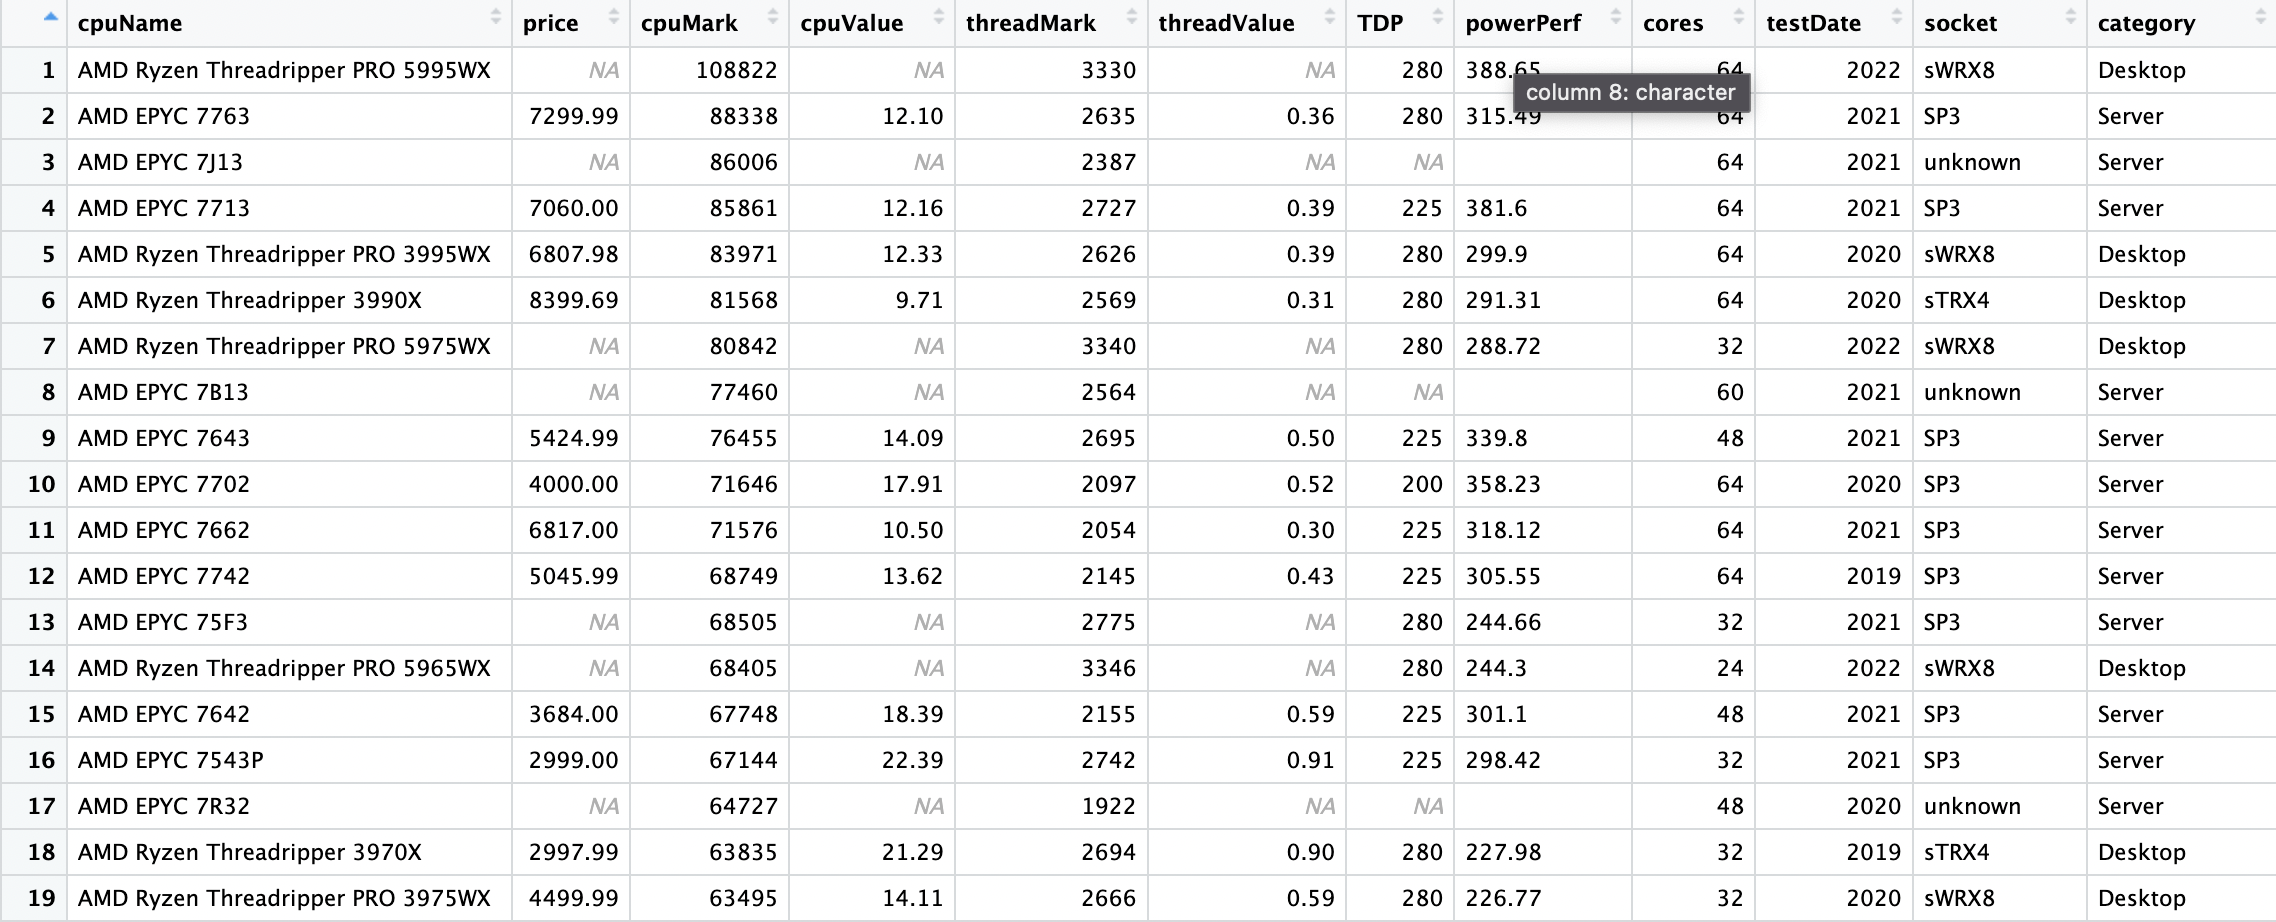 cpuName price cpuMark cpuValue threadMark threadValue TDP powerPerf cores testDate socket category
1 AMD Ryzen Threadripper PRO 5995WX NA 108822 NA 3330 NA 280 388.65 64 2022 sWRX8 Desktop
column 8: character
2 AMD EPYC 7763 7299.99 88338 12.10 2635 0.36 280 315.49 64 2021 SP3 Server
3 AMD EPYC 7J13 NA 86006 NA 2387 NA NA 64 2021 unknown Server
4 AMD EPYC 7713 7060.00 85861 12.16 2727 0.39 225 381.6 64 2021 SP3 Server
5 AMD Ryzen Threadripper PRO 3995WX 6807.98 83971 12.33 2626 0.39 280 299.9 64 2020 sWRX8 Desktop
6 AMD Ryzen Threadripper 3990X 8399.69 81568 9.71 2569 0.31 280 291.31 64 2020 sTRX4 Desktop
7 AMD Ryzen Threadripper PRO 5975WX NA 80842 NA 3340 NA 280 288.72 32 2022 sWRX8 Desktop
8 AMD EPYC 7B13 NA 77460 NA 2564 NA NA 60 2021 unknown Server
9 AMD EPYC 7643 5424.99 76455 14.09 2695 0.50 225 339.8 48 2021 SP3 Server
10 AMD EPYC 7702 4000.00 71646 17.91 2097 0.52 200 358.23 64 2020 SP3 Server
11 AMD EPYC 7662 6817.00 71576 10.50 2054 0.30 225 318.12 64 2021 SP3 Server
12 AMD EPYC 7742 5045.99 68749 13.62 2145 0.43 225 305.55 64 2019 SP3 Server
13 AMD EPYC 75F3 NA 68505 NA 2775 NA 280 244.66 32 2021 SP3 Server
14 AMD Ryzen Threadripper PRO 5965WX NA 68405 NA 3346 NA 280 244.3 24 2022 sWRX8 Desktop
15 AMD EPYC 7642 3684.00 67748 18.39 2155 0.59 225 301.1 48 2021 SP3 Server
16 AMD EPYC 7543P 2999.00 67144 22.39 2742 0.91 225 298.42 32 2021 SP3 Server
17 AMD EPYC 7R32 NA 64727 NA 1922 NA NA 48 2020 unknown Server
18 AMD Ryzen Threadripper 3970X 2997.99 63835 21.29 2694 0.90 280 227.98 32 2019 sTRX4 Desktop
19 AMD Ryzen Threadripper PRO 3975WX 4499.99 63495 14.11 2666 0.59 280 226.77 32 2020 sWRX8 Desktop